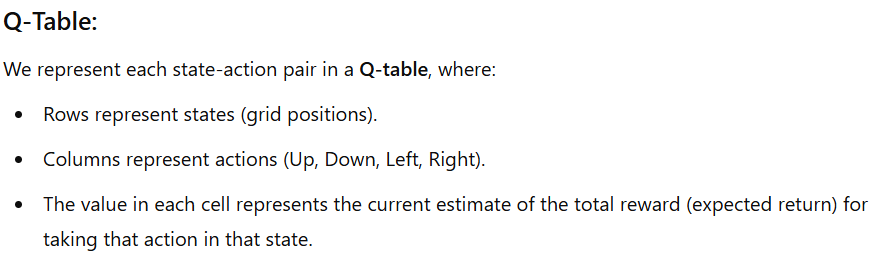 Q-Table:
We represent each state-action pair in a Q-table, where:
• Rows represent states (grid positions).
• Columns represent actions (Up, Down, Left, Right).
• The value in each cell represents the current estimate of the total reward (expected return) for
taking that action in that state.